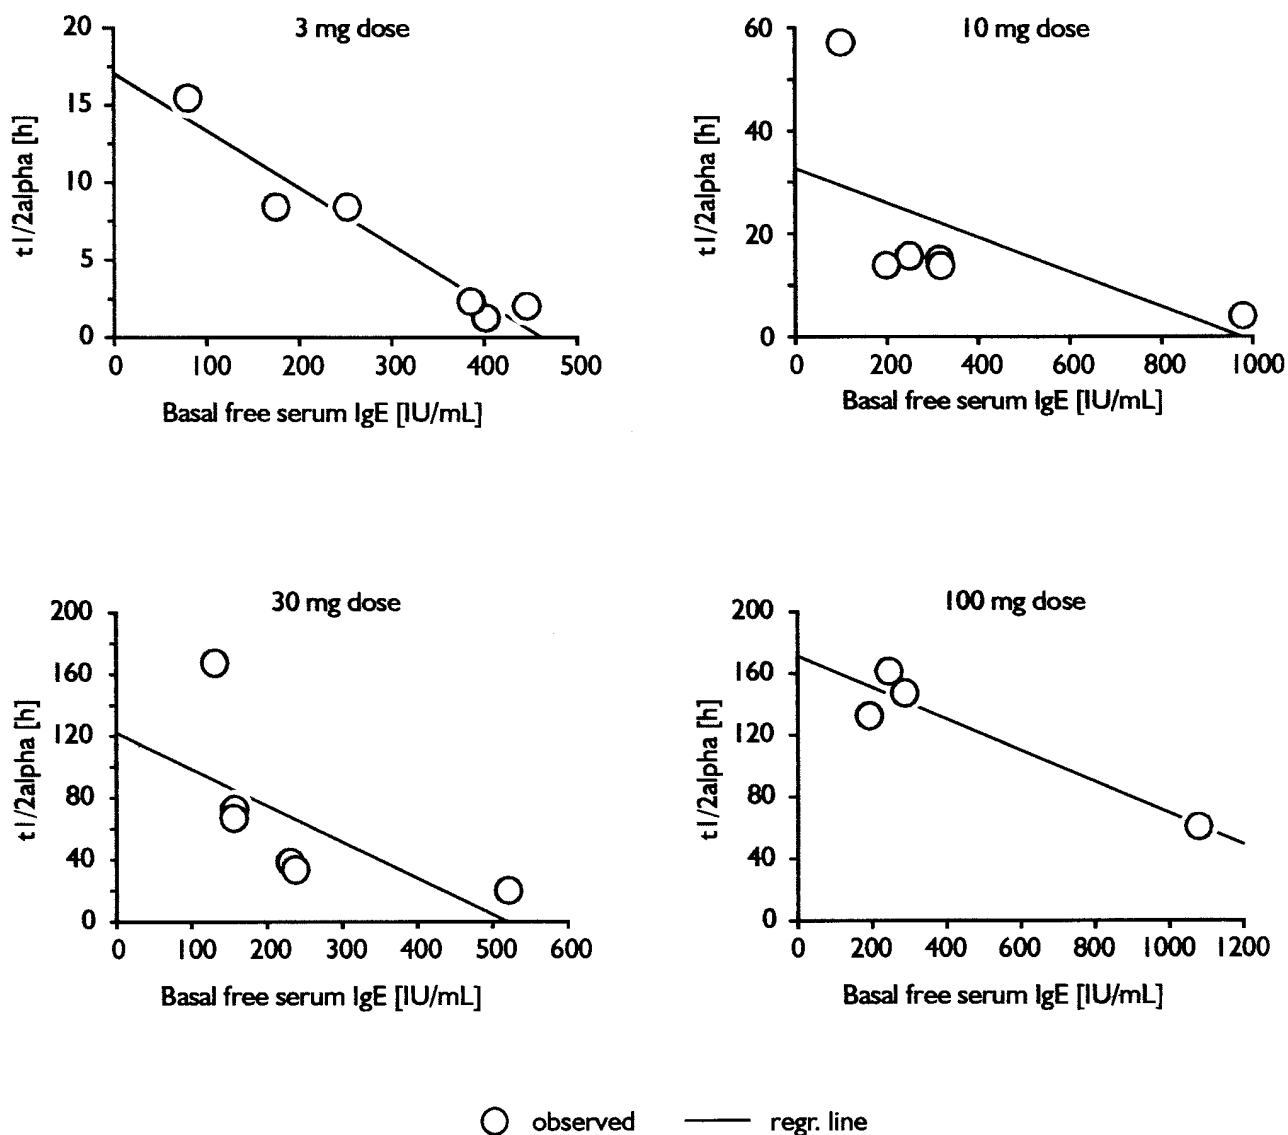 3 mg dose
20
15
10
5
0
t1/2alpha [h]
0 100 200 300 400 500
Basal free serum IgE [IU/mL]
10 mg dose
60
40
20
0
t1/2alpha [h]
0 200 400 600 800 1000
Basal free serum IgE [IU/mL]
30 mg dose
200
160
120
80
40
0
t1/2alpha [h]
0 100 200 300 400 500 600
Basal free serum IgE [IU/mL]
100 mg dose
200
160
120
80
40
0
t1/2alpha [h]
0 200 400 600 800 1000 1200
Basal free serum IgE [IU/mL]
observed regr. line